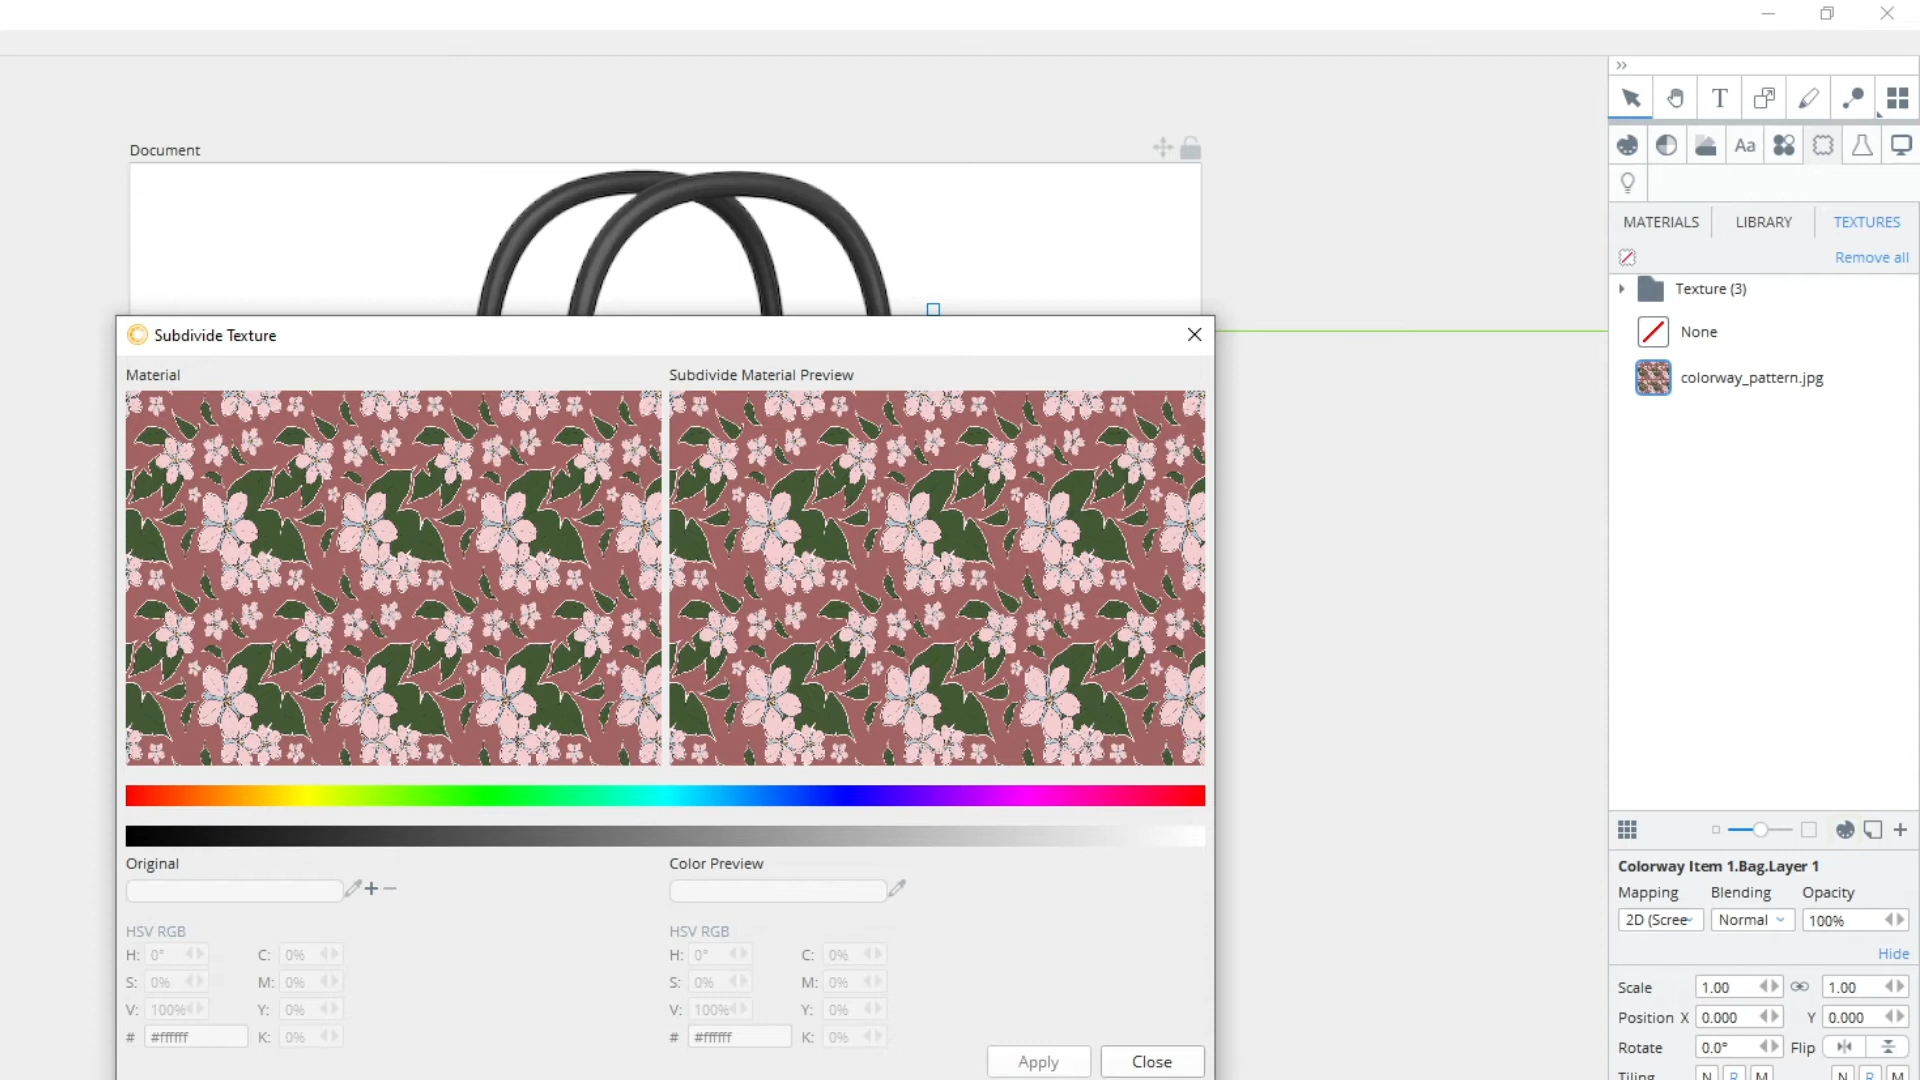 Document
Aa
T
MATERIALS LIBRARY TEXTURES
Remove all
Texture (3)
None
colorway_pattern.jpg
Subdivide Texture
Material Subdivide Material Preview
Original Color Preview
HSV RGB HSV RGB
H: 0° C: 0% H: 0° C: 0%
S: 0% M: 0% S: 0% M: 0%
V: 100% Y: 0% V: 100% Y: 0%
# #ffffff K: 0% # #ffffff K: 0%
Apply Close
Colorway Item 1.Bag.Layer 1
Mapping Blending Opacity
2D (Scree Normal 100%
Hide
Scale 1.00 1.00
Position X 0.000 Y 0.000
Rotate 0.0° Flip
Tiling N R M N R M